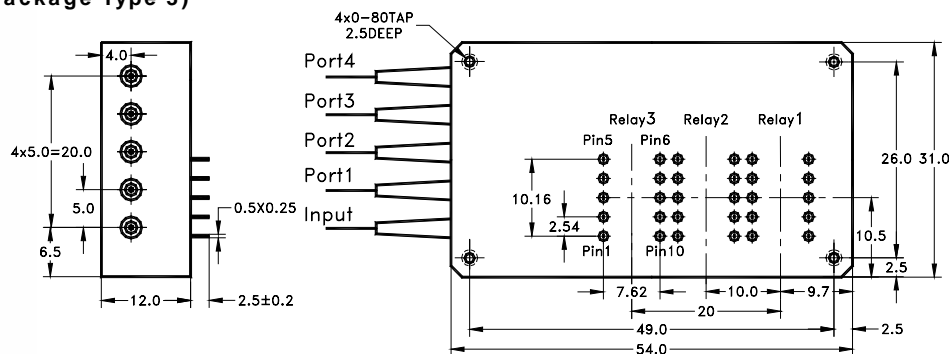 ackage Type 5)
4x0-80TAP
2.5DEEP
4.0
Port4
Port3
Port2
Port1
Input
4x5.0=20.0
5.0
6.5
0.5X0.25
12.0
2.5±0.2
Relay3 Relay2 Relay1
Pin5 Pin6
10.16
2.54
Pin1 Pin10
26.0 31.0
10.5
2.5
7.62
10.0
9.7
20
49.0
2.5
54.0